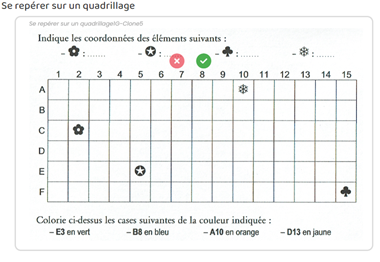 Se repérer sur un quadrillage
Se repérer sur un quadrillage10-Clone5
Indique les coordonnées des éléments suivants :
– ✿ : ....... – ✪ : ....... – ♣ : ....... – ❄ : .......
1 2 3 4 5 6 7 8 9 10 11 12 13 14 15
A
B
C
D
E
F
Colorie ci-dessus les cases suivantes de la couleur indiquée :
– E3 en vert – B8 en bleu – A10 en orange – D13 en jaune